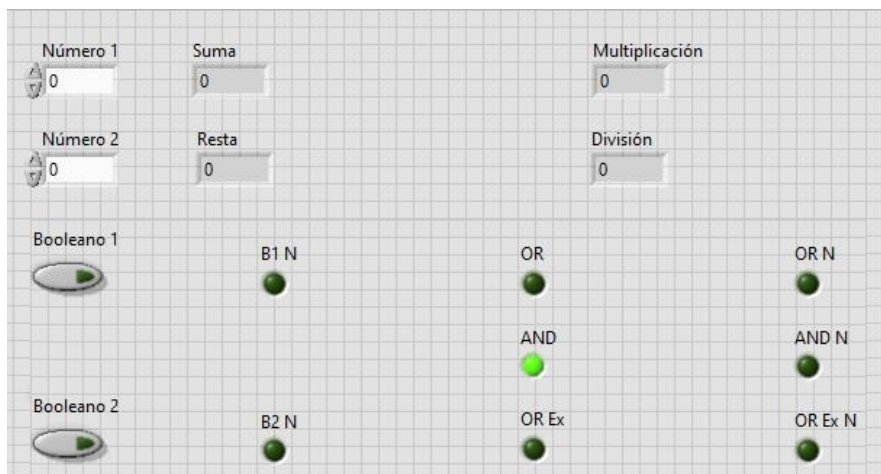 Número 1 Suma Multiplicación
0 0 0
Número 2 Resta División
0 0 0
Booleano 1
B1 N OR OR N
AND AND N
Booleano 2
B2 N OR Ex OR Ex N